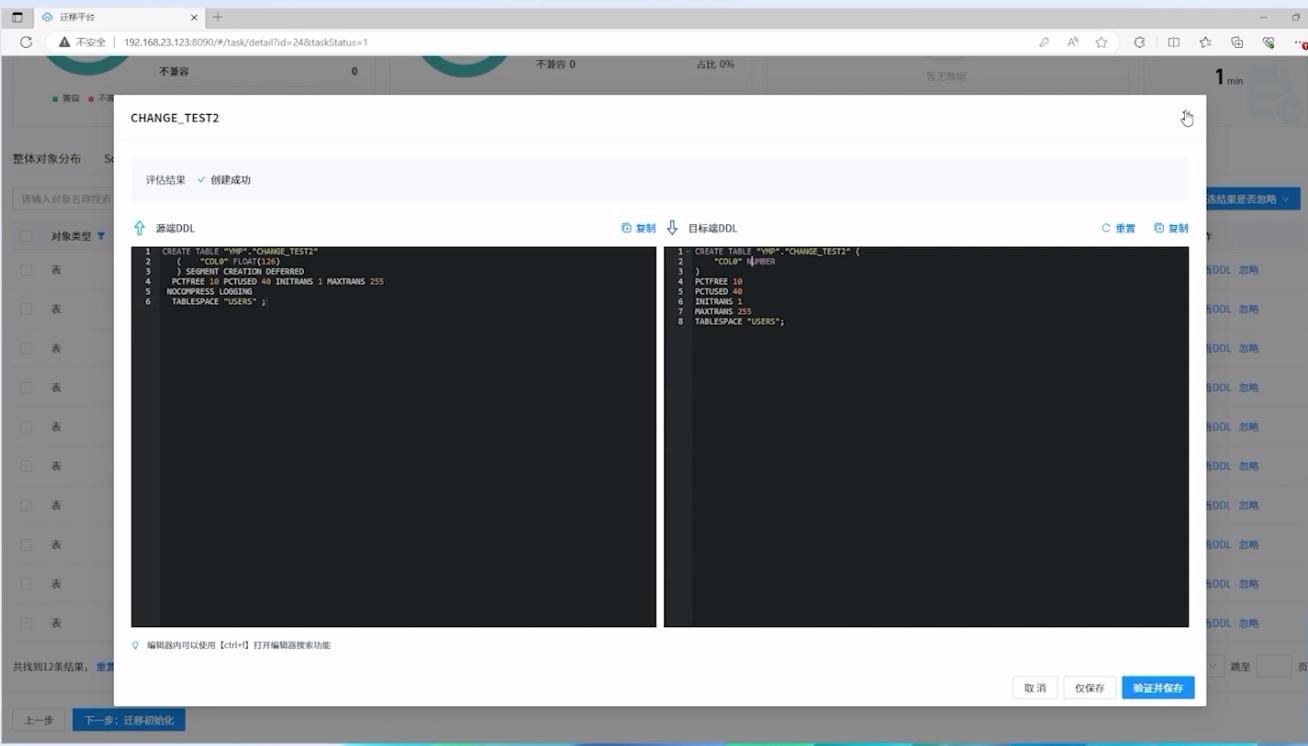 迁移平台
不安全 192.168.23.123:8090/#/task/detail?id=24&taskStatus=1
不兼容 0
不兼容 0 占比 0%
暂无数据
1 min
兼容
CHANGE_TEST2
整体对象分布
评估结果 创建成功
请输入对象名称搜索
选结果是否忽略
源端DDL 复制
目标端DDL 重置 复制
对象类型
1 CREATE TABLE "YMP"."CHANGE_TEST2"
2 ( "COL0" FLOAT(126)
3 ) SEGMENT CREATION DEFERRED
4 PCTFREE 10 PCTUSED 40 INITRANS 1 MAXTRANS 255
5 NOCOMPRESS LOGGING
6 TABLESPACE "USERS" ;
1 CREATE TABLE "YMP"."CHANGE_TEST2" (
2 "COL0" NUMBER
3 )
4 PCTFREE 10
5 PCTUSED 40
6 INITRANS 1
7 MAXTRANS 255
8 TABLESPACE "USERS";
表 DDL 忽略
表 DDL 忽略
表 DDL 忽略
表 DDL 忽略
表 DDL 忽略
表 DDL 忽略
表 DDL 忽略
表 DDL 忽略
表 DDL 忽略
表 DDL 忽略
编辑器内可以使用【ctrl+f】打开编辑器搜索功能
共找到12条结果, 重置
跳至 页
取消 仅保存 验证并保存
上一步 下一步：迁移初始化